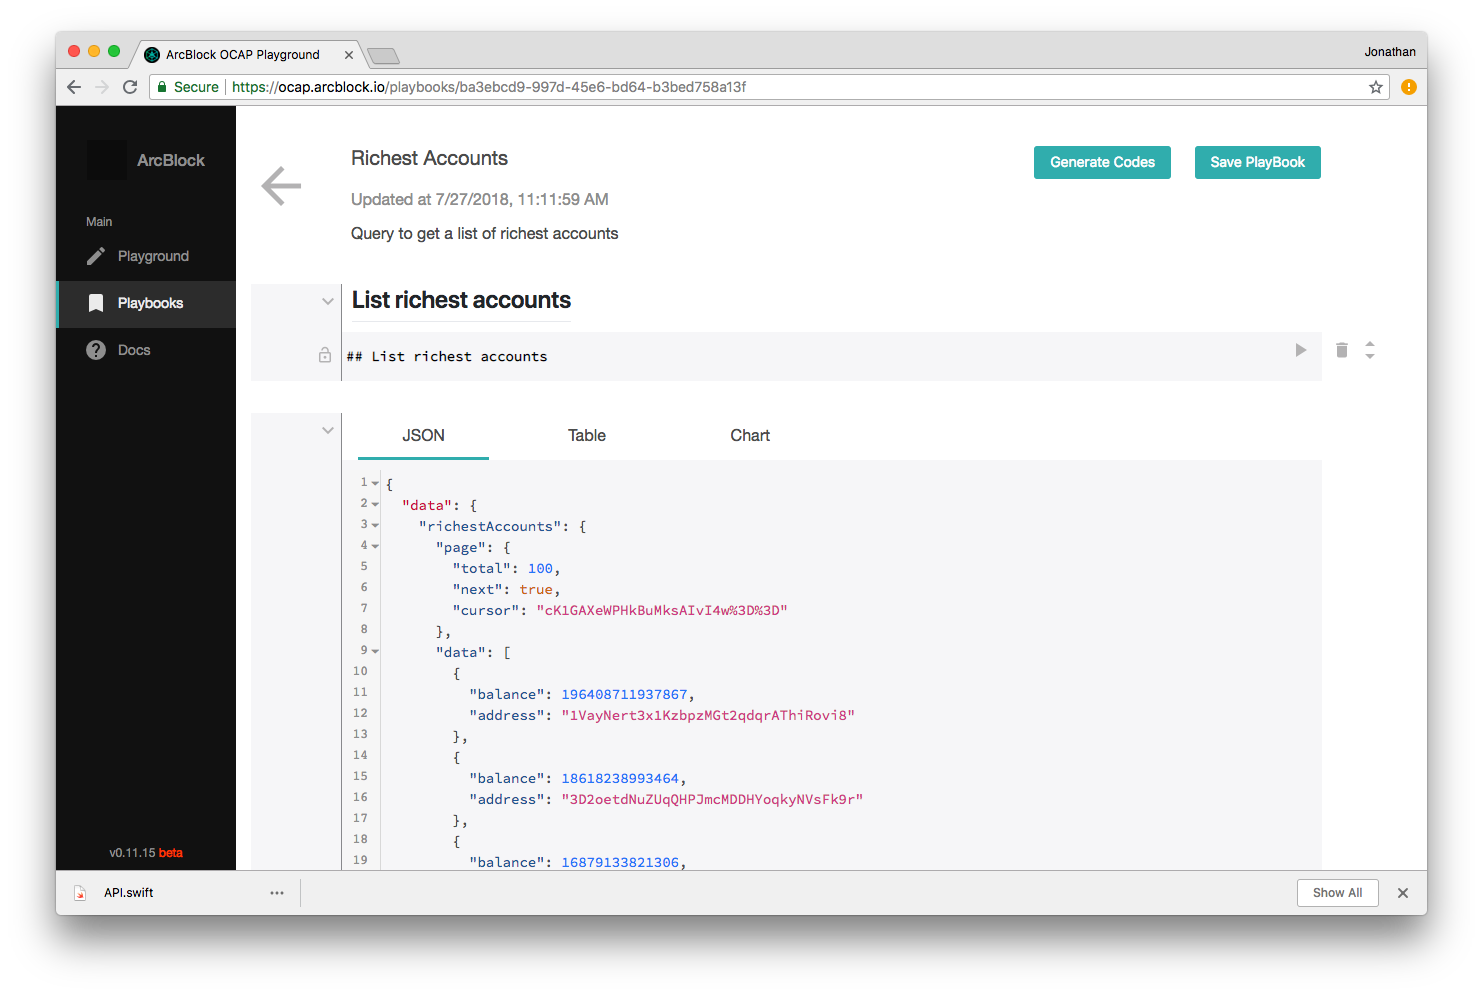 ArcBlock OCAP Playground
Jonathan
Secure
https://ocap.arcblock.io/playbooks/ba3ebcd9-997d-45e6-bd64-b3bed758a13f
ArcBlock
Main
Playground
Playbooks
Docs
v0.11.15 beta
Richest Accounts
Generate Codes
Save PlayBook
Updated at 7/27/2018, 11:11:59 AM
Query to get a list of richest accounts
List richest accounts
## List richest accounts
JSON Table Chart
1 {
2 "data": {
3 "richestAccounts": {
4 "page": {
5 "total": 100,
6 "next": true,
7 "cursor": "cK1GAXeWPHkBuMksAIvI4w%3D%3D"
8 },
9 "data": [
10 {
11 "balance": 196408711937867,
12 "address": "1VayNert3x1KzbpzMGt2qdqrAThiRovi8"
13 },
14 {
15 "balance": 18618238993464,
16 "address": "3D2oetdNuZUqQHPJmcMDDHYoqkyNVsFk9r"
17 },
18 {
19 "balance": 16879133821306,
API.swift
Show All